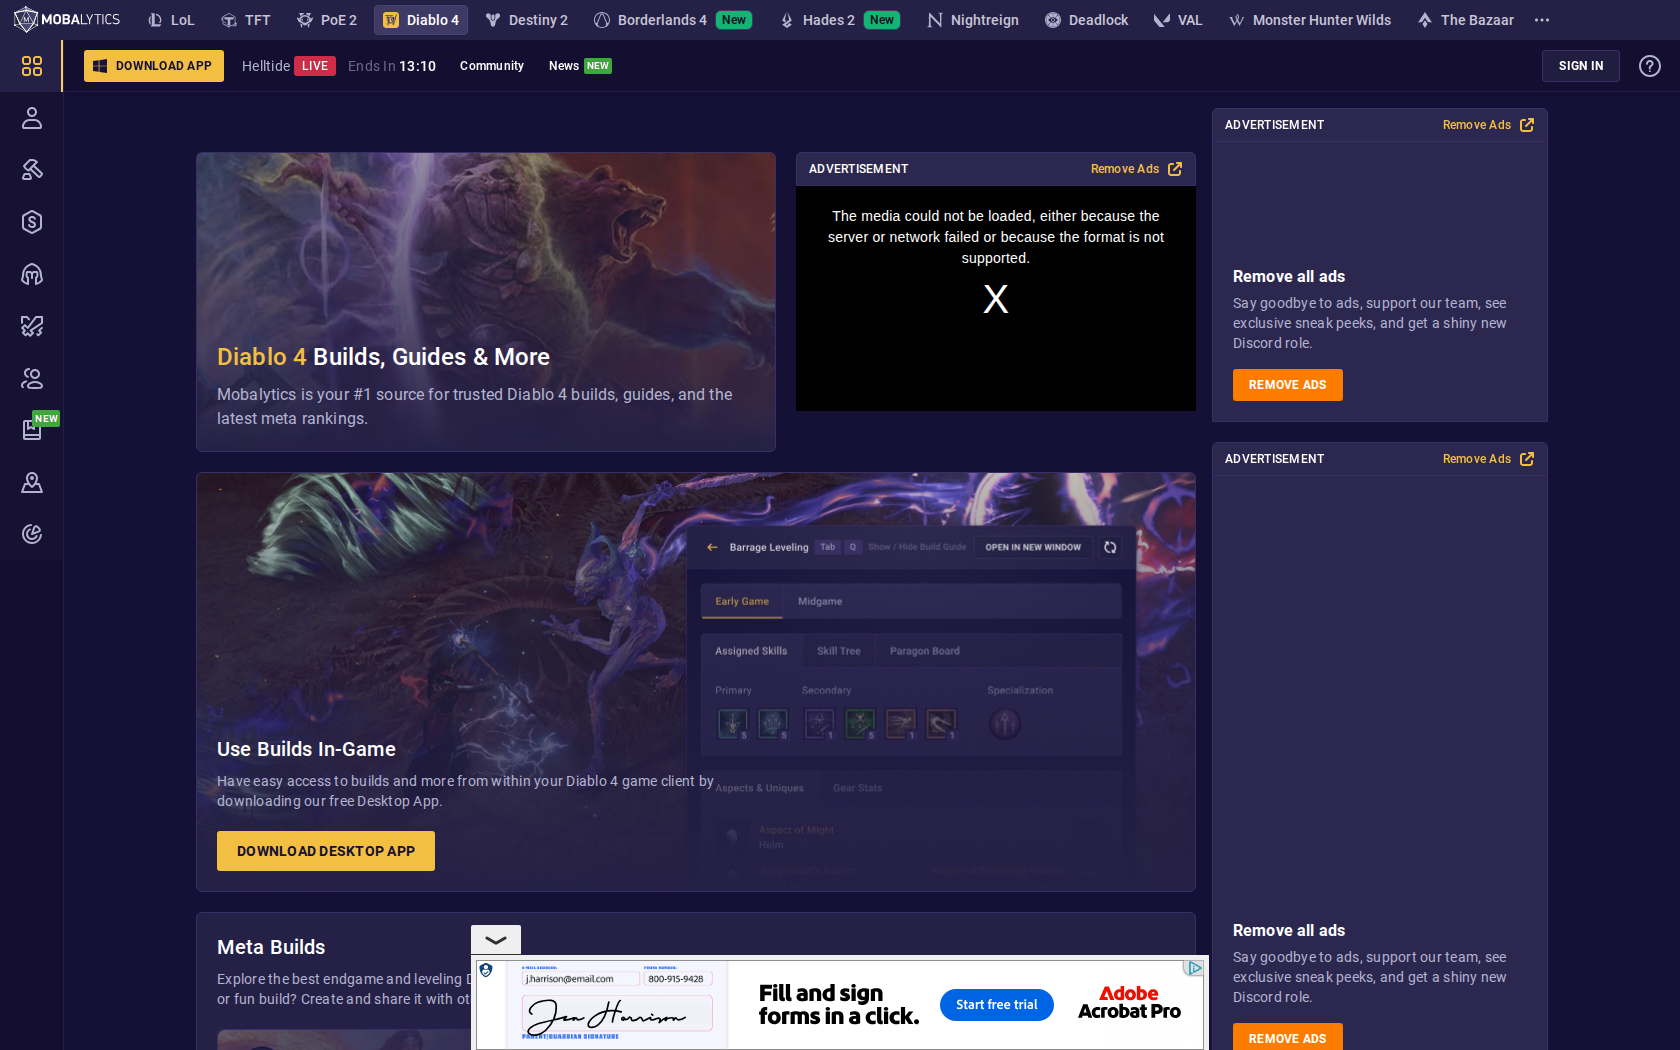 MOBALYTICS
LoL
TFT
PoE 2
Diablo 4
Destiny 2
Borderlands 4
New
Hades 2
New
Nightreign
Deadlock
VAL
Monster Hunter Wilds
The Bazaar
DOWNLOAD APP
Helltide
LIVE
Ends In 13:10
Community
News
NEW
SIGN IN
NEW
Diablo 4 Builds, Guides & More
Mobalytics is your #1 source for trusted Diablo 4 builds, guides, and the
latest meta rankings.
ADVERTISEMENT
Remove Ads
The media could not be loaded, either because the
server or network failed or because the format is not
supported.
X
ADVERTISEMENT
Remove Ads
Remove all ads
Say goodbye to ads, support our team, see
exclusive sneak peeks, and get a shiny new
Discord role.
REMOVE ADS
Barrage Leveling
Tab
Q
Show / Hide Build Guide
OPEN IN NEW WINDOW
Early Game
Midgame
Assigned Skills
Skill Tree
Paragon Board
Primary
Secondary
Specialization
5
5
1
5
1
1
Aspects & Uniques
Gear Stats
Aspect of Might
Helm
Use Builds In-Game
Have easy access to builds and more from within your Diablo 4 game client by
downloading our free Desktop App.
DOWNLOAD DESKTOP APP
ADVERTISEMENT
Remove Ads
Remove all ads
Say goodbye to ads, support our team, see
exclusive sneak peeks, and get a shiny new
Discord role.
REMOVE ADS
Meta Builds
Explore the best endgame and leveling D
or fun build? Create and share it with ot
j.harrison@email.com
800-915-9428
Jen Harrison
PARENT/GUARDIAN SIGNATURE
Fill and sign
forms in a click.
Start free trial
Adobe
Acrobat Pro